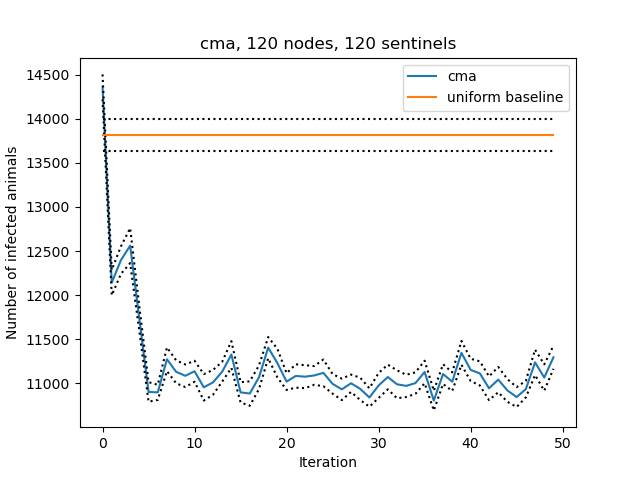 cma, 120 nodes, 120 sentinels
cma
uniform baseline
Number of infected animals
14500
14000
13500
13000
12500
12000
11500
11000
0 10 20 30 40 50
Iteration